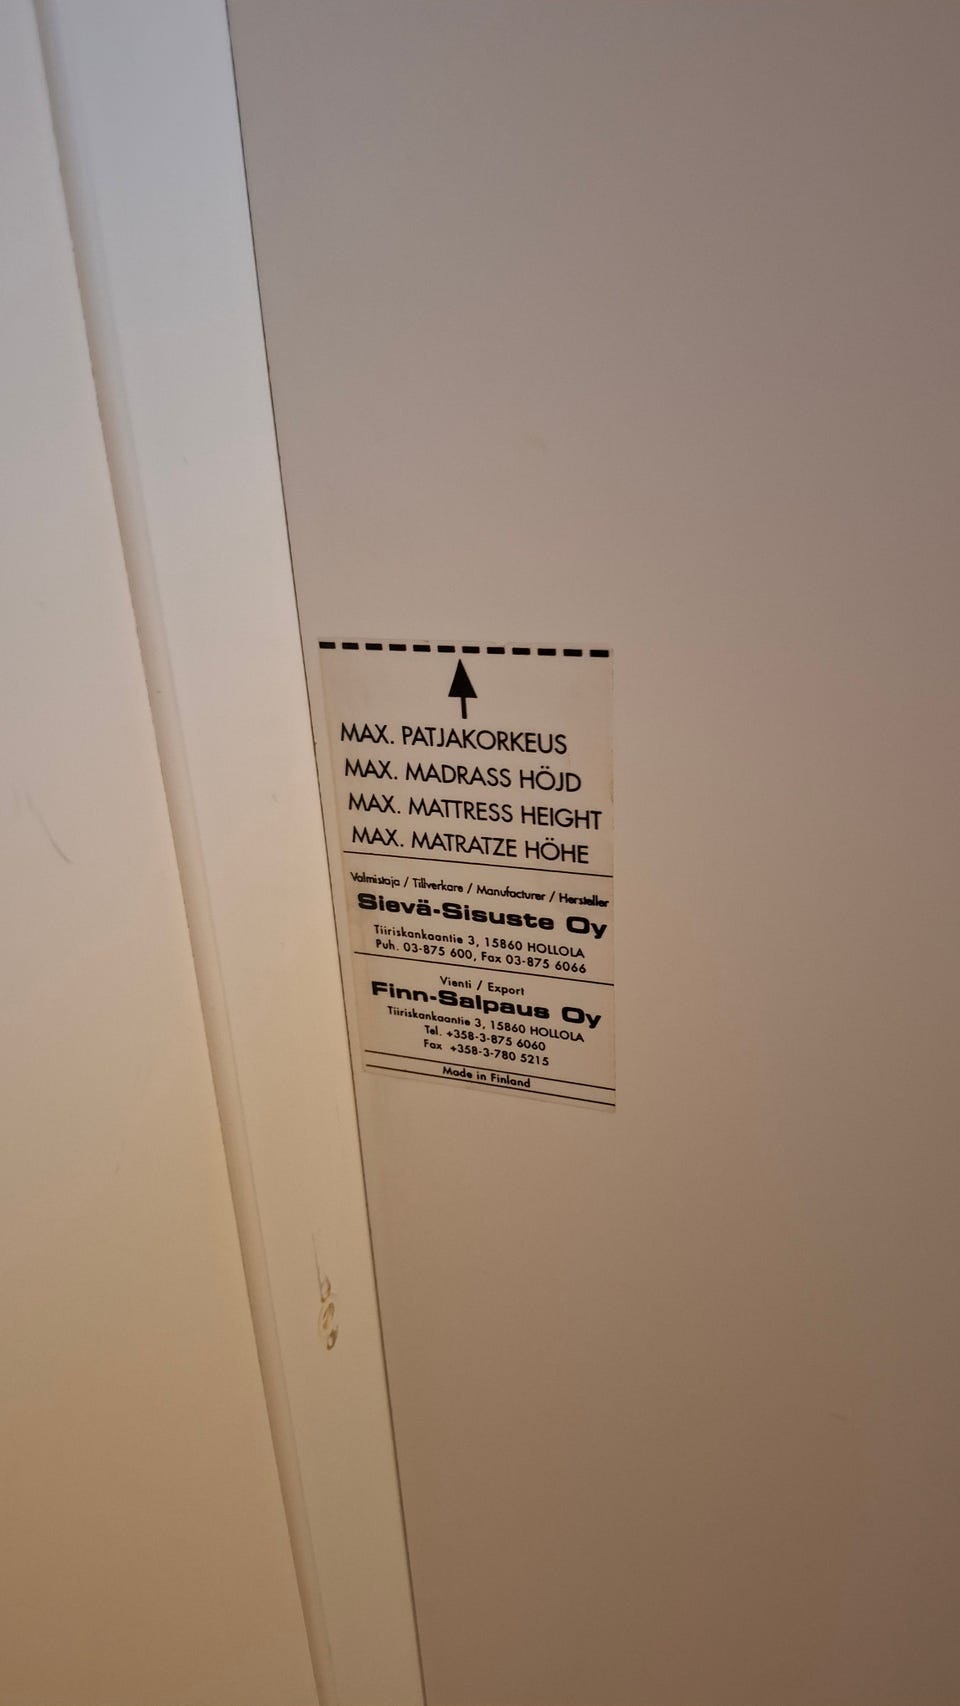 MAX. PATJAKORKEUS
MAX. MADRASS HÖJD
MAX. MATTRESS HEIGHT
MAX. MATRATZE HÖHE
Valmistaja / Tillverkare / Manufacturer / Hersteller
Sievä-Sisuste Oy
Tiiriskankaantie 3, 15860 HOLLOLA
Puh. 03-875 600, Fax 03-875 6066
Vienti / Export
Finn-Salpaus Oy
Tiiriskankaantie 3, 15860 HOLLOLA
Tel. +358-3-875 6060
Fax +358-3-780 5215
Made in Finland